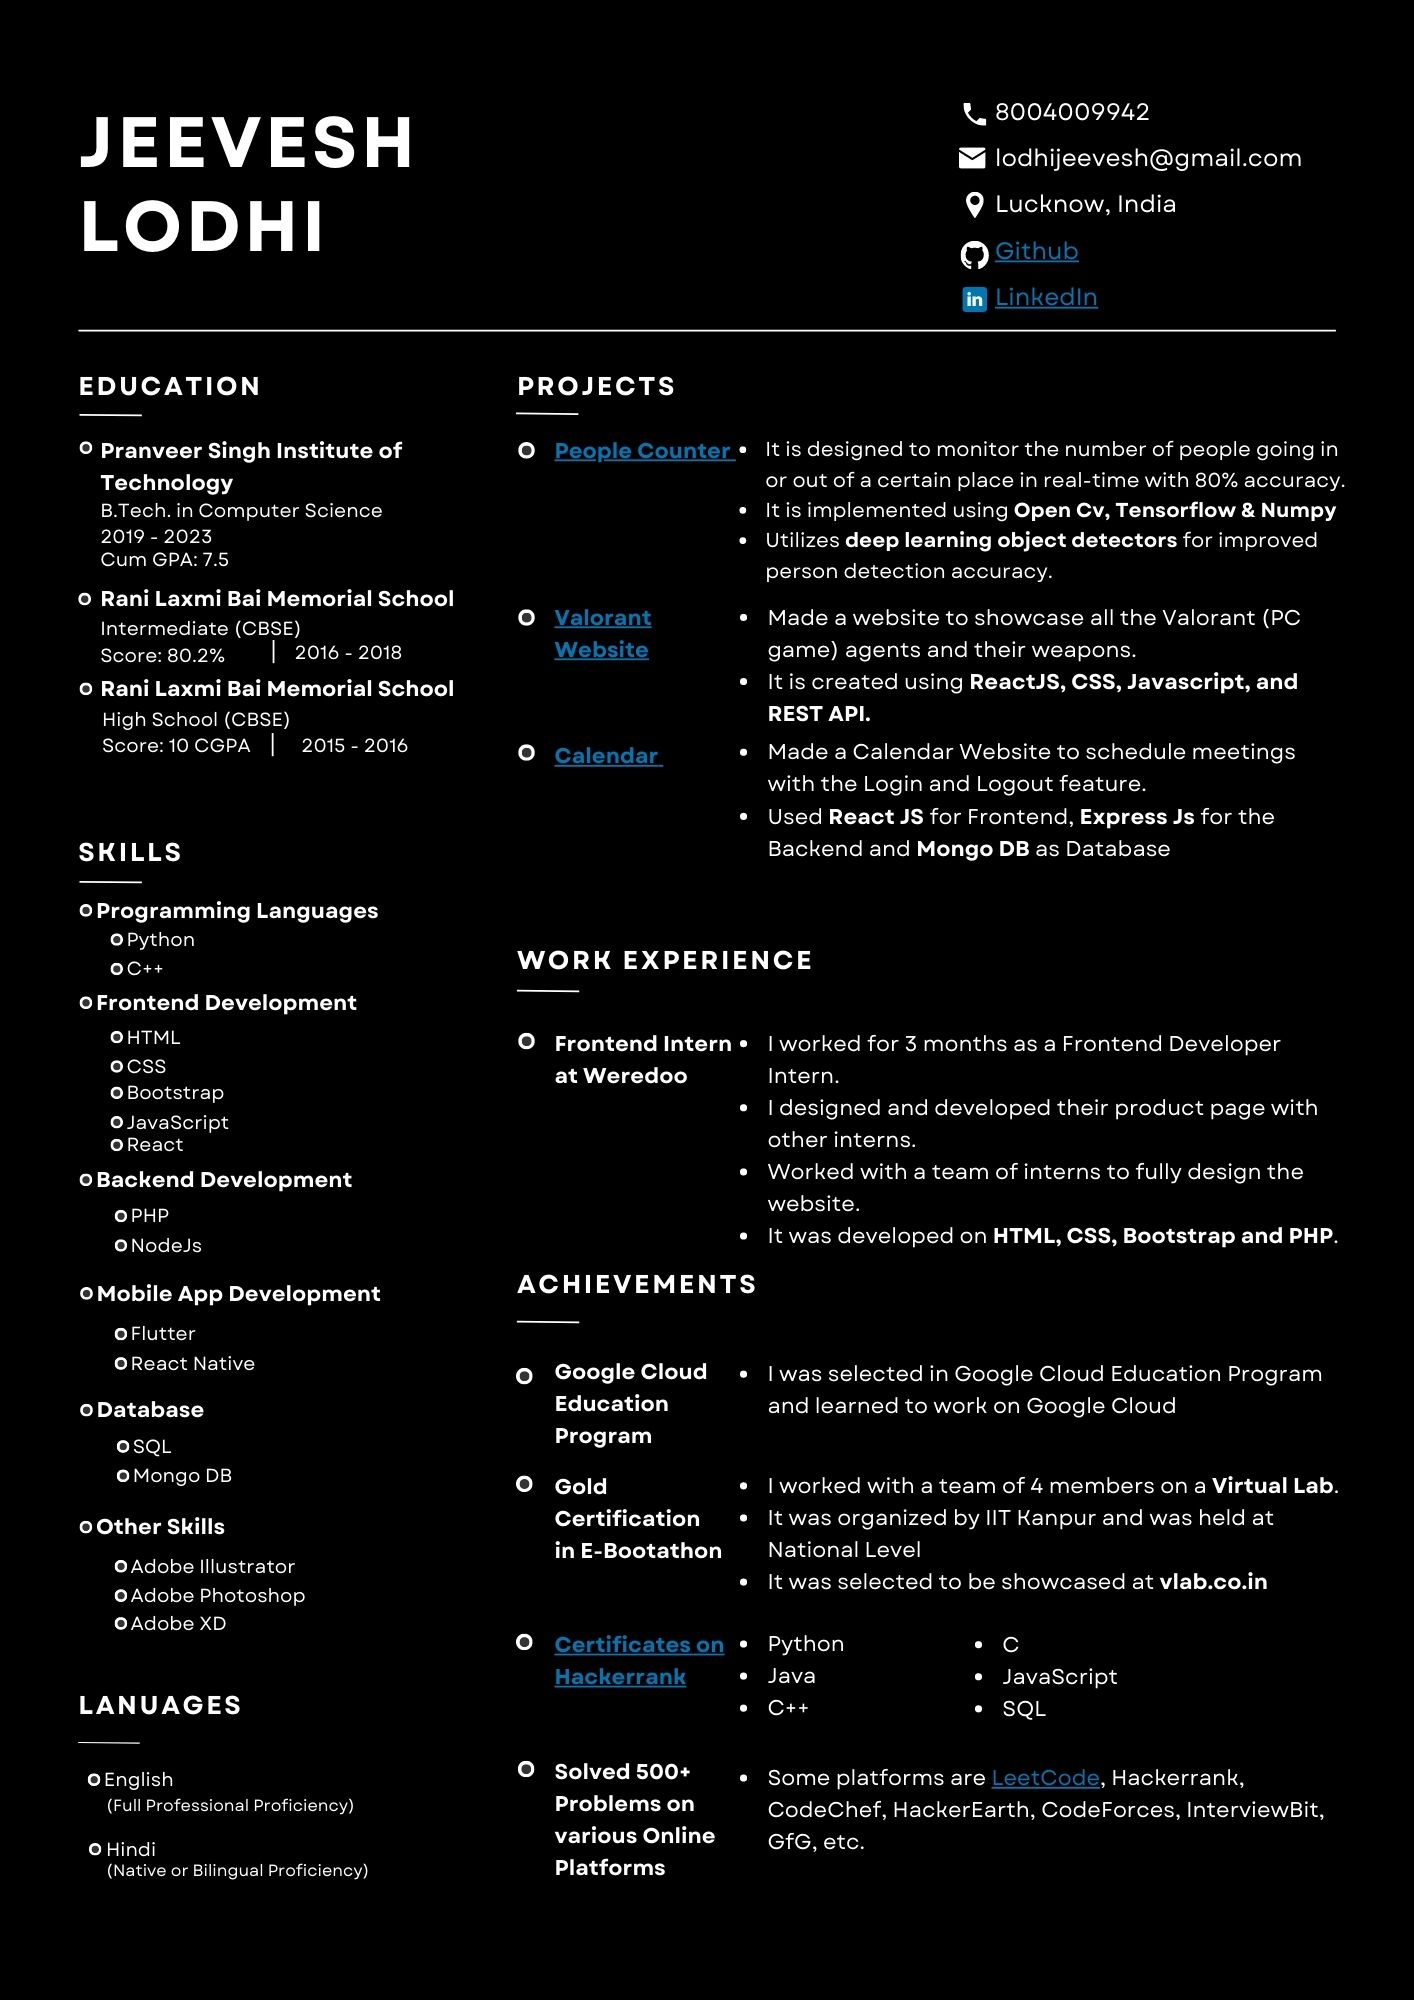 JEEVESH
LODHI
8004009942
lodhijeevesh@gmail.com
Lucknow, India
Github
in LinkedIn
EDUCATION
Pranveer Singh Institute of
Technology
B.Tech. in Computer Science
2019 - 2023
Cum GPA: 7.5
Rani Laxmi Bai Memorial School
Intermediate (CBSE)
Score: 80.2% | 2016 - 2018
Rani Laxmi Bai Memorial School
High School (CBSE)
Score: 10 CGPA | 2015 - 2016
SKILLS
Programming Languages
Python
C++
Frontend Development
HTML
CSS
Bootstrap
JavaScript
React
Backend Development
PHP
NodeJs
Mobile App Development
Flutter
React Native
Database
SQL
Mongo DB
Other Skills
Adobe Illustrator
Adobe Photoshop
Adobe XD
LANUAGES
English
(Full Professional Proficiency)
Hindi
(Native or Bilingual Proficiency)
PROJECTS
People Counter
• It is designed to monitor the number of people going in
or out of a certain place in real-time with 80% accuracy.
• It is implemented using Open Cv, Tensorflow & Numpy
• Utilizes deep learning object detectors for improved
person detection accuracy.
Valorant
Website
• Made a website to showcase all the Valorant (PC
game) agents and their weapons.
• It is created using ReactJS, CSS, Javascript, and
REST API.
Calendar
• Made a Calendar Website to schedule meetings
with the Login and Logout feature.
• Used React JS for Frontend, Express Js for the
Backend and Mongo DB as Database
WORK EXPERIENCE
Frontend Intern
at Weredoo
• I worked for 3 months as a Frontend Developer
Intern.
• I designed and developed their product page with
other interns.
• Worked with a team of interns to fully design the
website.
• It was developed on HTML, CSS, Bootstrap and PHP.
ACHIEVEMENTS
Google Cloud
Education
Program
• I was selected in Google Cloud Education Program
and learned to work on Google Cloud
Gold
Certification
in E-Bootathon
• I worked with a team of 4 members on a Virtual Lab.
• It was organized by IIT Kanpur and was held at
National Level
• It was selected to be showcased at vlab.co.in
Certificates on
Hackerrank
• Python
• Java
• C++
• C
• JavaScript
• SQL
Solved 500+
Problems on
various Online
Platforms
• Some platforms are LeetCode, Hackerrank,
CodeChef, HackerEarth, CodeForces, InterviewBit,
GfG, etc.